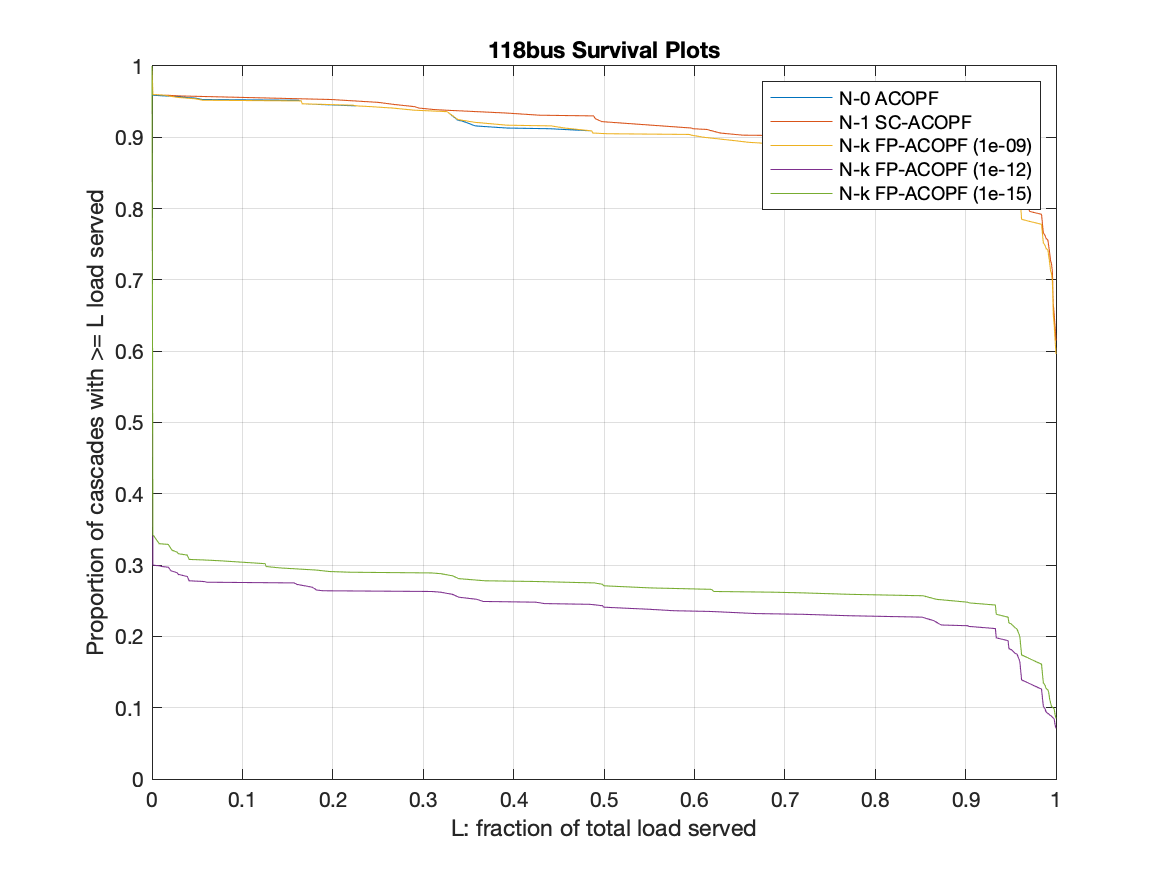 118bus Survival Plots
N-0 ACOPF
N-1 SC-ACOPF
N-k FP-ACOPF (1e-09)
N-k FP-ACOPF (1e-12)
N-k FP-ACOPF (1e-15)
Proportion of cascades with >= L load served
1
0.9
0.8
0.7
0.6
0.5
0.4
0.3
0.2
0.1
0
0 0.1 0.2 0.3 0.4 0.5 0.6 0.7 0.8 0.9 1
L: fraction of total load served